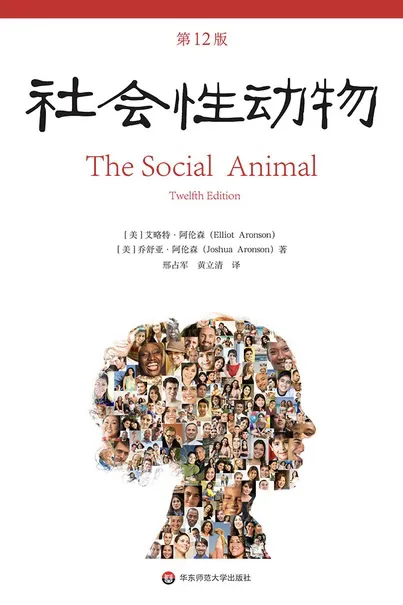 第12版
社会性动物
The Social Animal
Twelfth Edition
［美］艾略特·阿伦森（Elliot Aronson）
［美］乔舒亚·阿伦森（Joshua Aronson）著
邢占军 黄立清 译
华东师范大学出版社